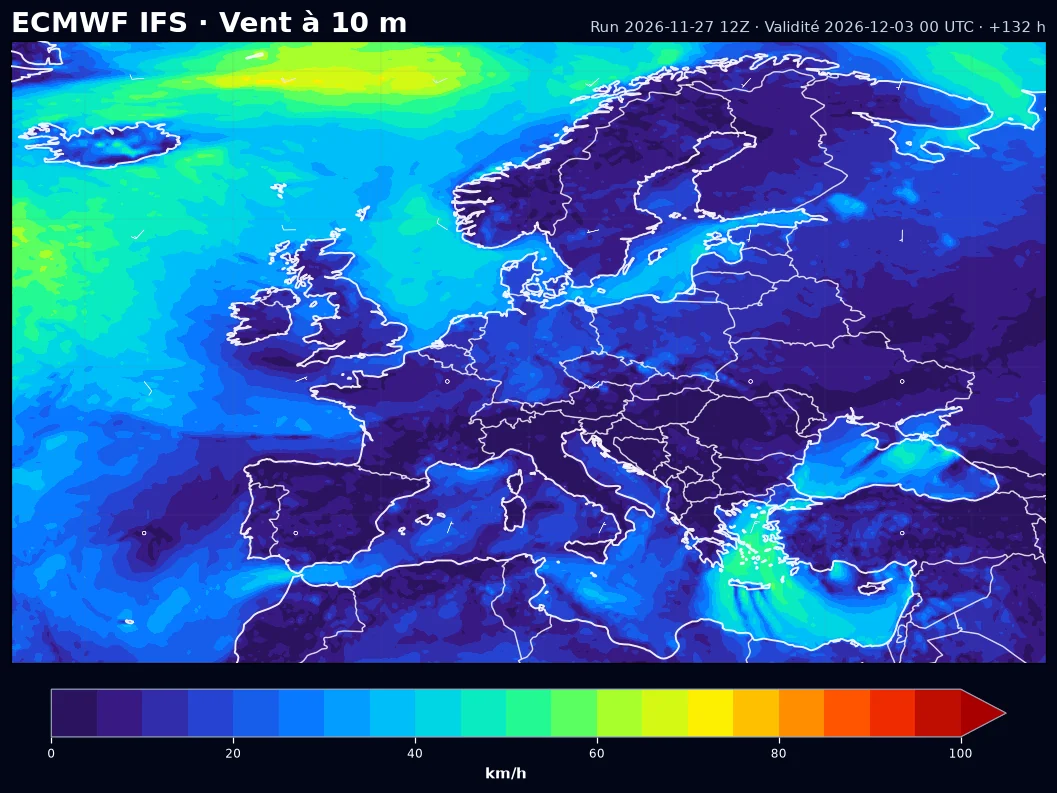 ECMWF IFS · Vent à 10 m
Run 2026-11-27 12Z · Validité 2026-12-03 00 UTC · +132 h
0 20 40 60 80 100
km/h